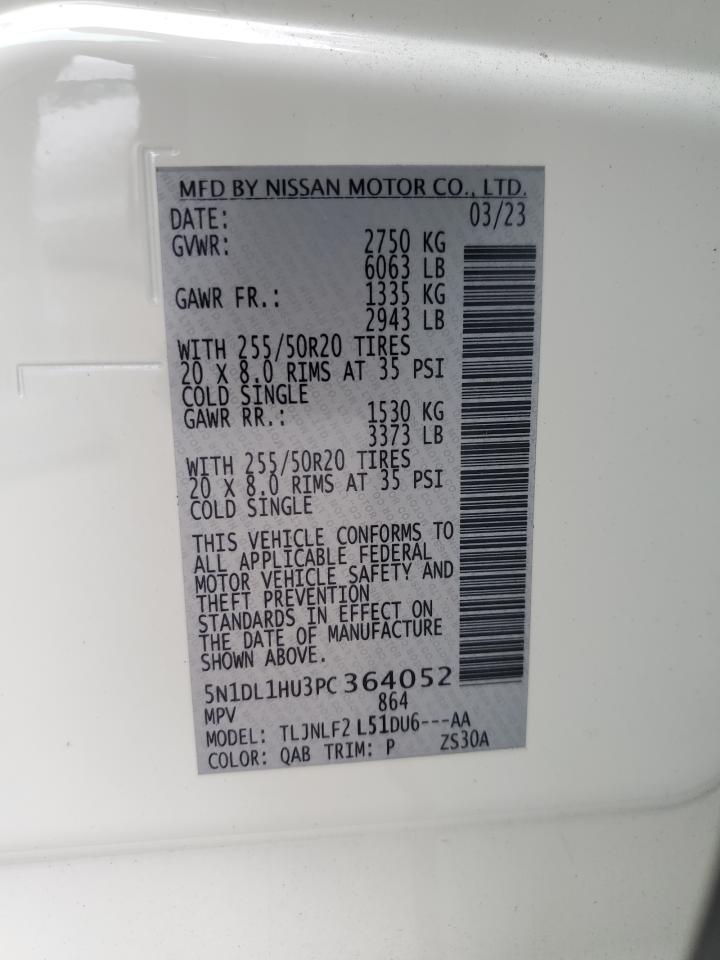 MFD BY NISSAN MOTOR CO., LTD.
DATE: 03/23
GVWR: 2750 KG
6063 LB
GAWR FR.: 1335 KG
2943 LB
WITH 255/50R20 TIRES
20 X 8.0 RIMS AT 35 PSI
COLD SINGLE
GAWR RR.: 1530 KG
3373 LB
WITH 255/50R20 TIRES
20 X 8.0 RIMS AT 35 PSI
COLD SINGLE
THIS VEHICLE CONFORMS TO
ALL APPLICABLE FEDERAL
MOTOR VEHICLE SAFETY AND
THEFT PREVENTION
STANDARDS IN EFFECT ON
THE DATE OF MANUFACTURE
SHOWN ABOVE.
5N1DL1HU3PC 364052
MPV 864
MODEL: TLJNLF2 L51DU6---AA
COLOR: QAB TRIM: P ZS30A